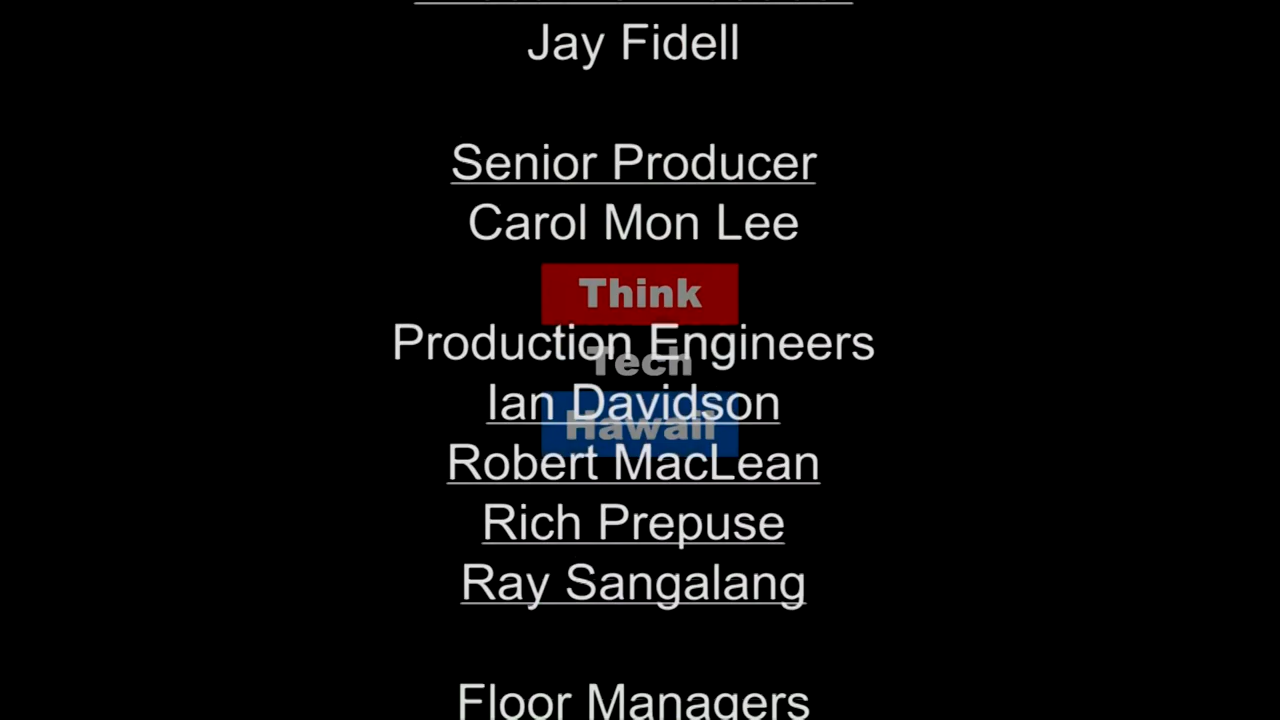 Jay Fidell
Senior Producer
Carol Mon Lee
Think
Production Engineers
Tech
Ian Davidson
Hawaii
Robert MacLean
Rich Prepuse
Ray Sangalang
Floor Managers